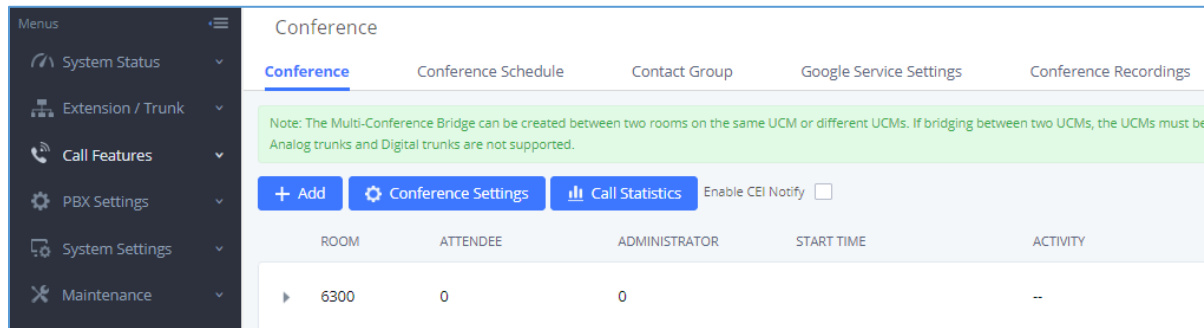 Menus
System Status
Extension / Trunk
Call Features
PBX Settings
System Settings
Maintenance
Conference
Conference Conference Schedule Contact Group Google Service Settings Conference Recordings
Note: The Multi-Conference Bridge can be created between two rooms on the same UCM or different UCMs. If bridging between two UCMs, the UCMs must be
Analog trunks and Digital trunks are not supported.
+ Add Conference Settings Call Statistics Enable CEI Notify
ROOM ATTENDEE ADMINISTRATOR START TIME ACTIVITY
6300 0 0 --